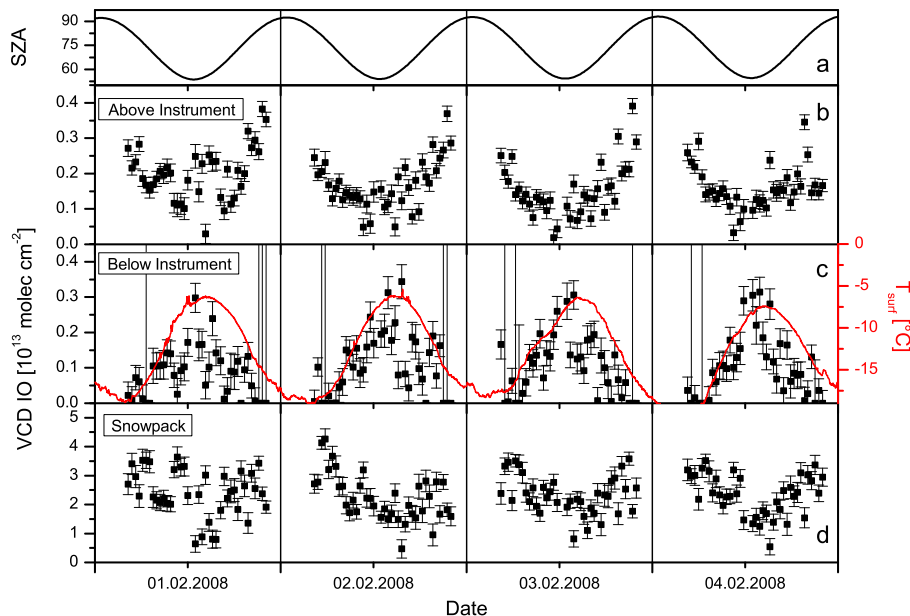 SZA
90
75
60
a
Above Instrument
b
0.4
0.3
0.2
0.1
0.0
Below Instrument
c
0.4
0.3
0.2
0.1
0.0
0
-5
-10
-15
T surf [°C]
VCD IO [10^13 molec cm^-2]
Snowpack
d
5
4
3
2
1
0
01.02.2008 02.02.2008 03.02.2008 04.02.2008
Date